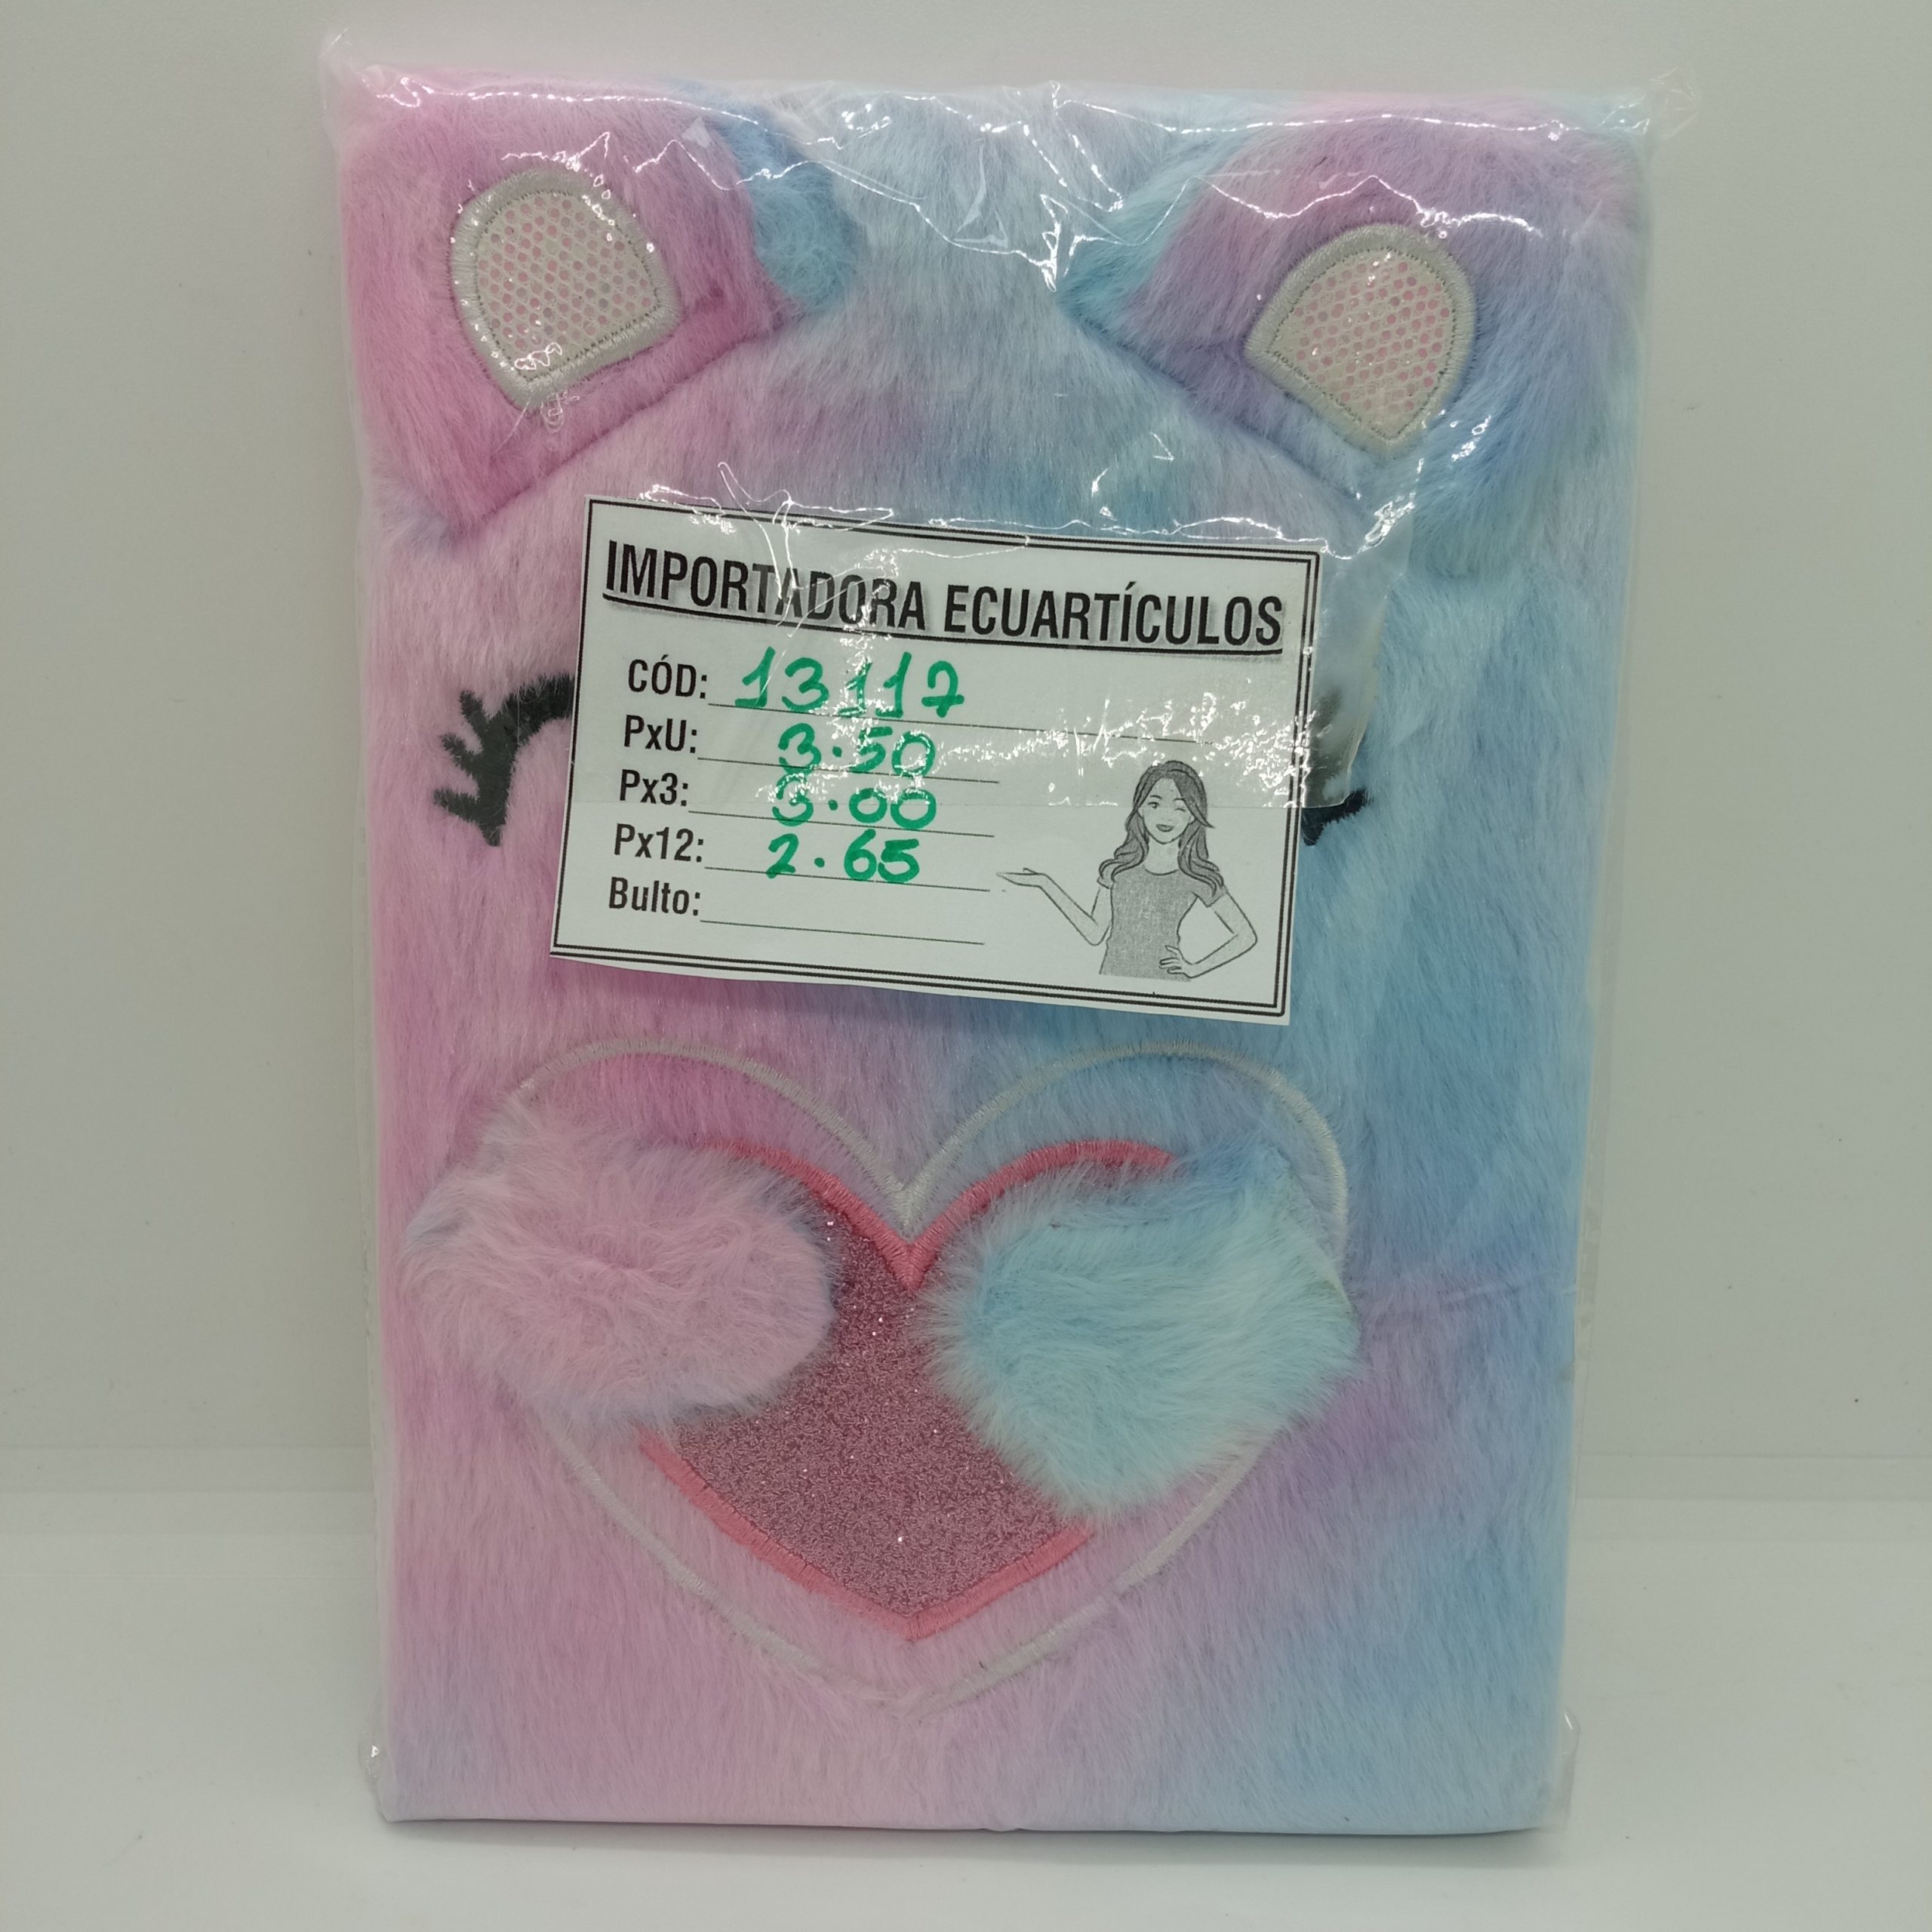 IMPORTADORA ECUARTÍCULOS
CÓD: 13117
PxU: 3.50
Px3: 3.00
Px12: 2.65
Bulto: